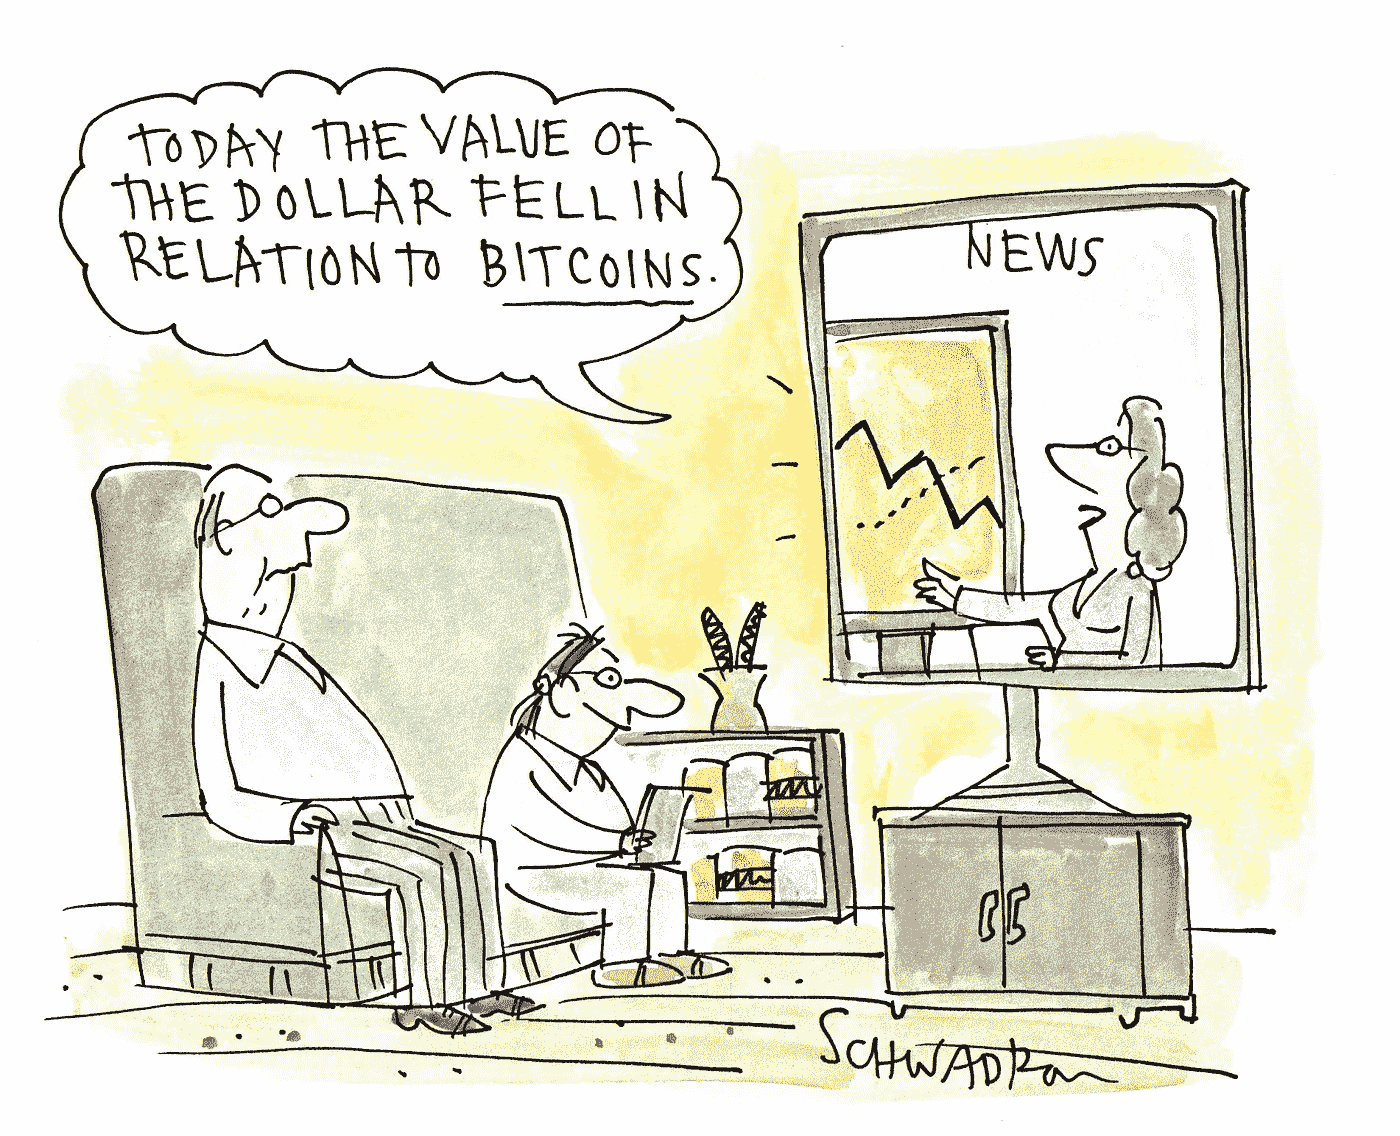 TODAY THE VALUE OF
THE DOLLAR FELL IN
RELATION TO BITCOINS.
NEWS
SCHWADRON